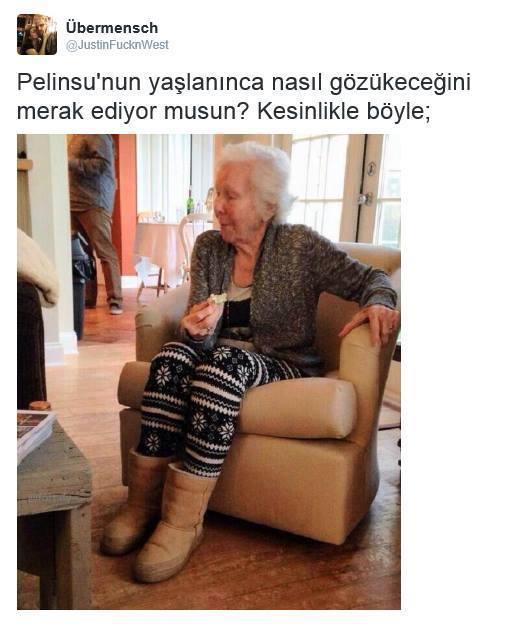 Übermensch
@JustinFucknWest
Pelinsu'nun yaşlanınca nasıl gözükeceğini
merak ediyor musun? Kesinlikle böyle;